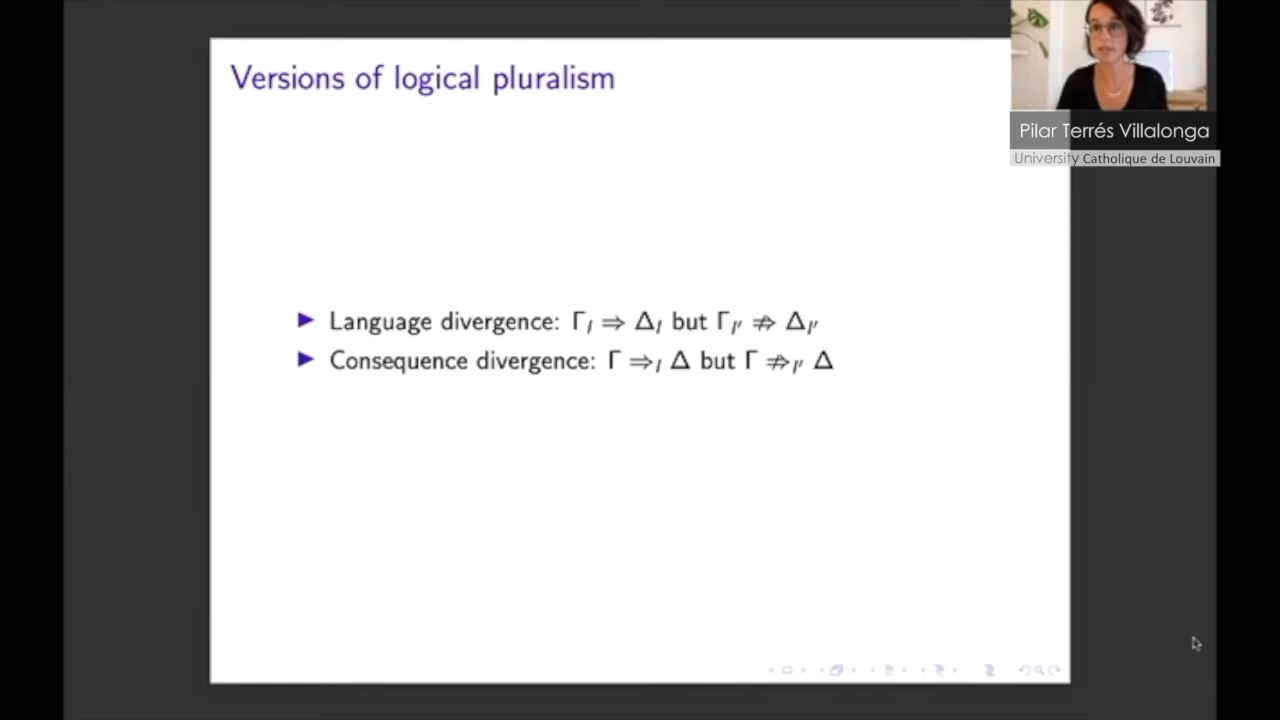 Versions of logical pluralism
Pilar Terrés Villalonga
University Catholique de Louvain
▶ Language divergence: Γ_l ⇒ Δ_l but Γ_l' ⇏ Δ_l'
▶ Consequence divergence: Γ ⇒_l Δ but Γ ⇏_l' Δ